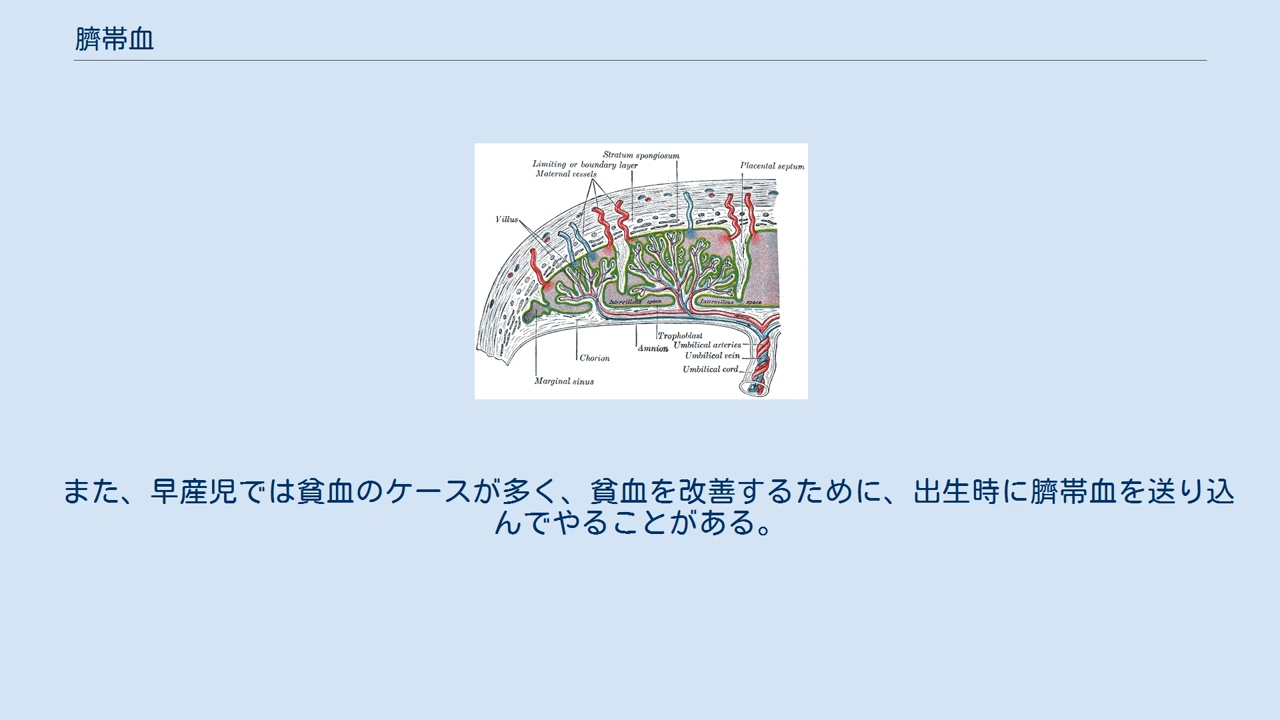 臍帯血
Stratum spongiosum
Limiting or boundary layer
Placental septum
Maternal vessels
Villus
Intervillous space
Intervillous space
Trophoblast
Umbilical arteries
Amnion
Umbilical vein
Chorion
Umbilical cord
Marginal sinus
また、早産児では貧血のケースが多く、貧血を改善するために、出生時に臍帯血を送り込
んでやることがある。